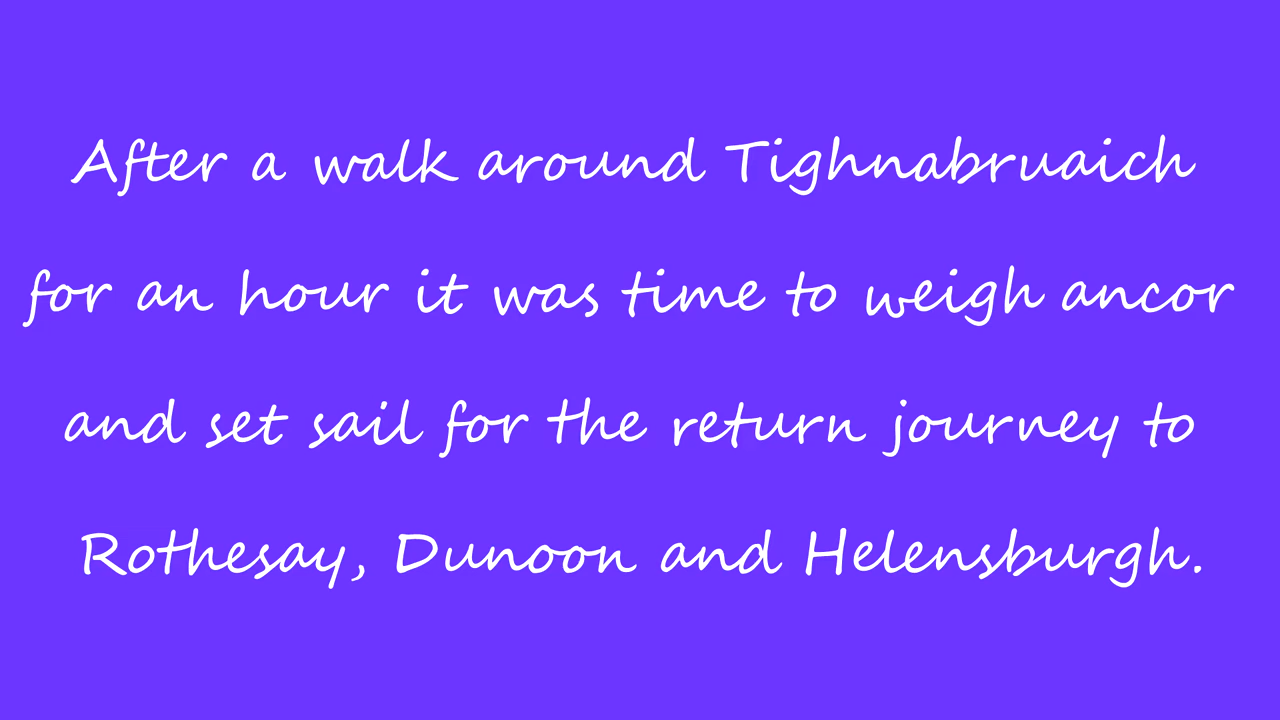 After a walk around Tighnabruaich
for an hour it was time to weigh ancor
and set sail for the return journey to
Rothesay, Dunoon and Helensburgh.